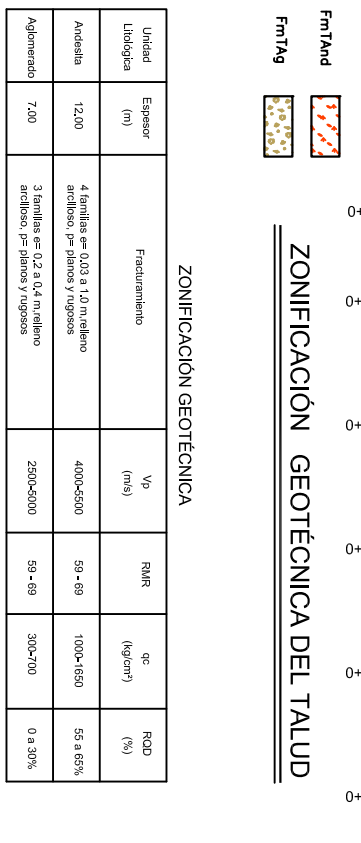 FmTAnd
FmTAg
0+
0+
0+
0+
0+
0+
ZONIFICACIÓN GEOTÉCNICA DEL TALUD
ZONIFICACIÓN GEOTÉCNICA
Unidad Litológica
Espesor (m)
Fracturamiento
Vp (m/s)
RMR
qc (kg/cm²)
RQD (%)
Andesita
12.00
4 familias e= 0.03 a 1.0 m,relleno
arcilloso, p= planos y rugosos
4000-5500
59 - 69
1000-1650
55 a 65%
Aglomerado
7.00
3 familias e= 0.2 a 0.4 m,relleno
arcilloso, p= planos y rugosos
2500-5000
59 - 69
300-700
0 a 30%